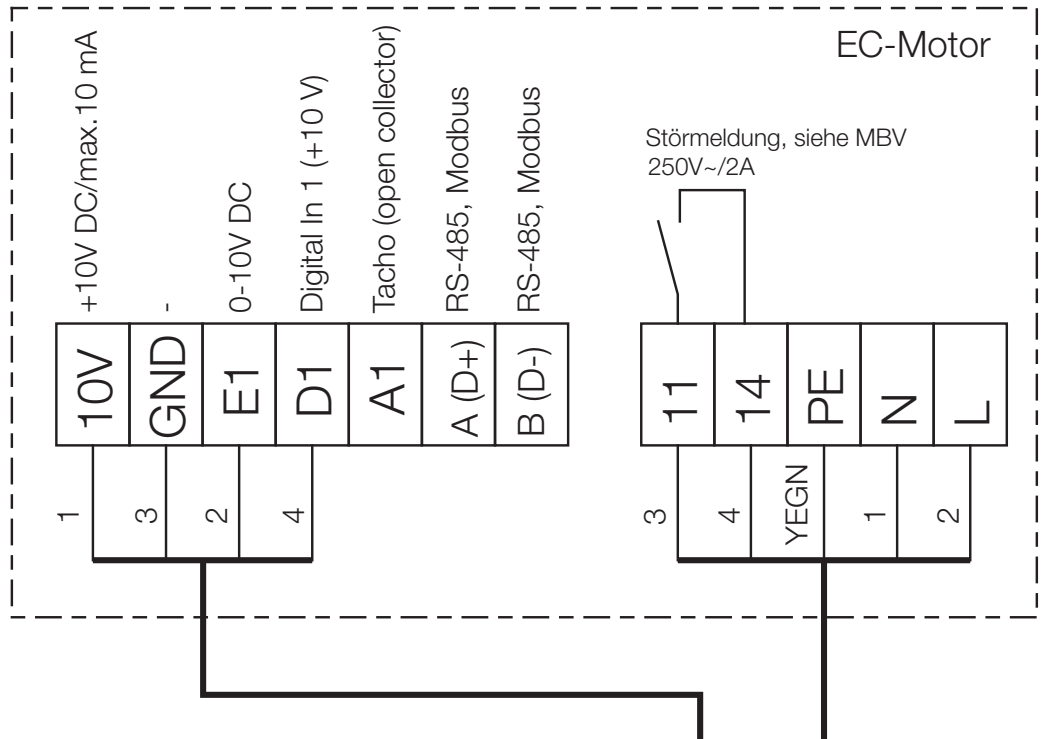 EC-Motor
+10V DC/max.10 mA
-
0-10V DC
Digital In 1 (+10 V)
Tacho (open collector)
RS-485, Modbus
RS-485, Modbus
Störmeldung, siehe MBV
250V~/2A
10V
GND
E1
D1
A1
A (D+)
B (D-)
11
14
PE
N
L
1
3
2
4
3
4
YEGN
1
2